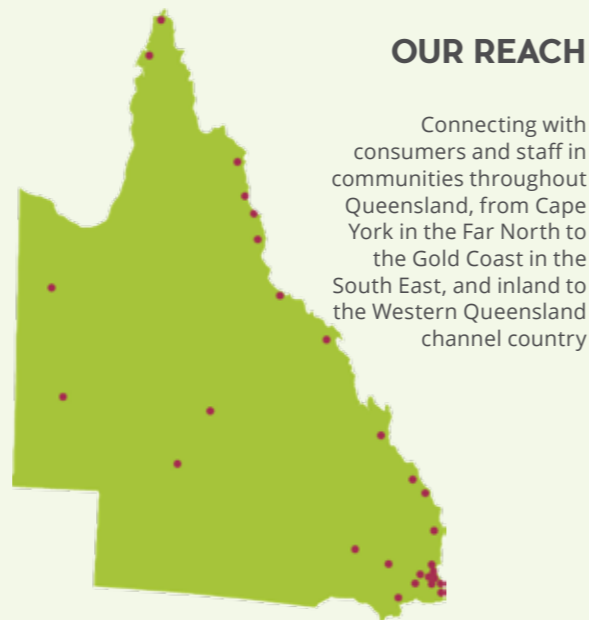 OUR REACH
Connecting with
consumers and staff in
communities throughout
Queensland, from Cape
York in the Far North to
the Gold Coast in the
South East, and inland to
the Western Queensland
channel country